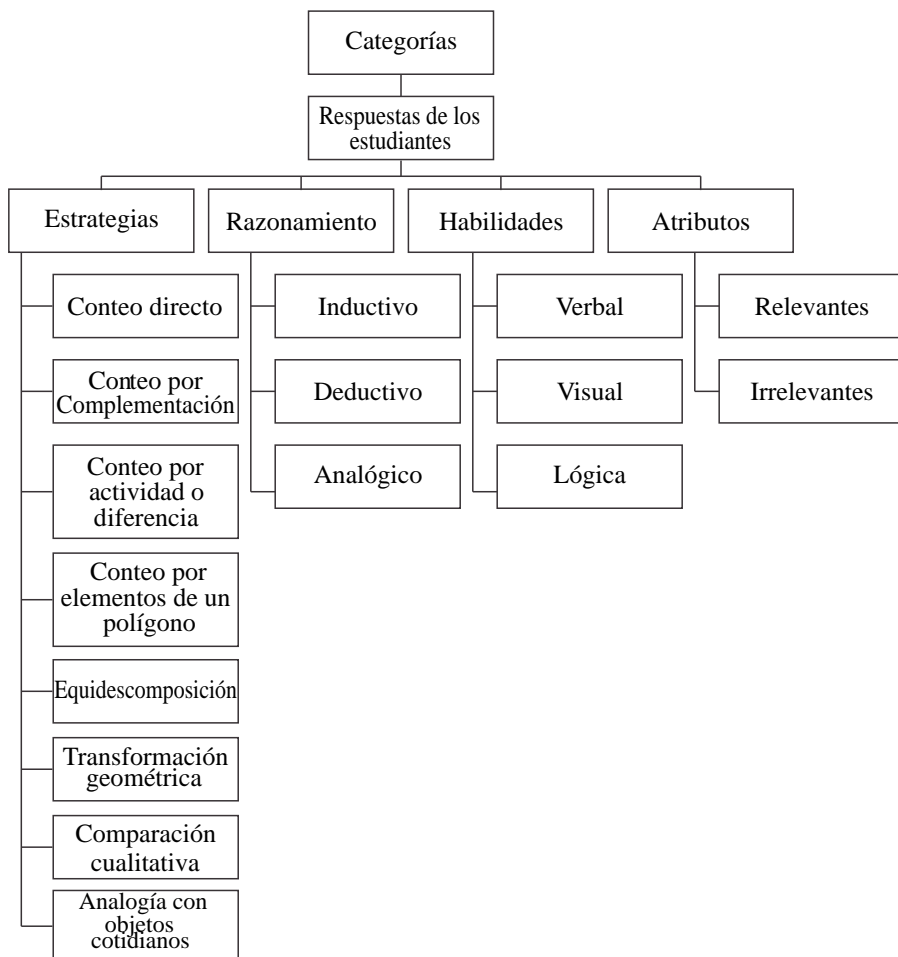 Categorías
Respuestas de los
estudiantes
Estrategias
Razonamiento
Habilidades
Atributos
Conteo directo
Inductivo
Verbal
Relevantes
Conteo por
Complementación
Deductivo
Visual
Irrelevantes
Conteo por
actividad o
diferencia
Analógico
Lógica
Conteo por
elementos de un
polígono
Equidescomposición
Transformación
geométrica
Comparación
cualitativa
Analogía con
objetos
cotidianos